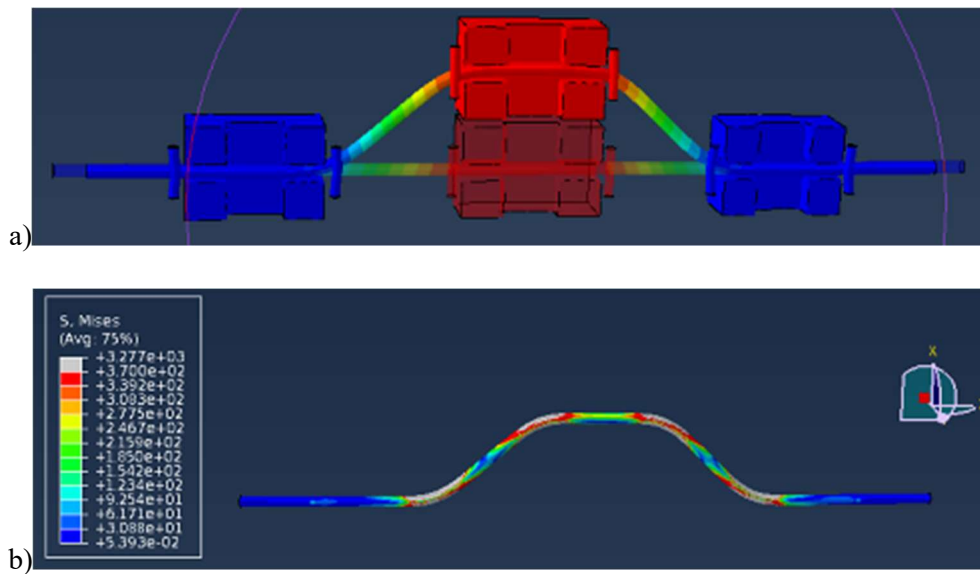 a)
S, Mises
(Avg: 75%)
+3.277e+03
+3.700e+02
+3.392e+02
+3.083e+02
+2.775e+02
+2.467e+02
+2.159e+02
+1.850e+02
+1.542e+02
+1.234e+02
+9.254e+01
+6.171e+01
+3.088e+01
+5.393e-02
X
b)